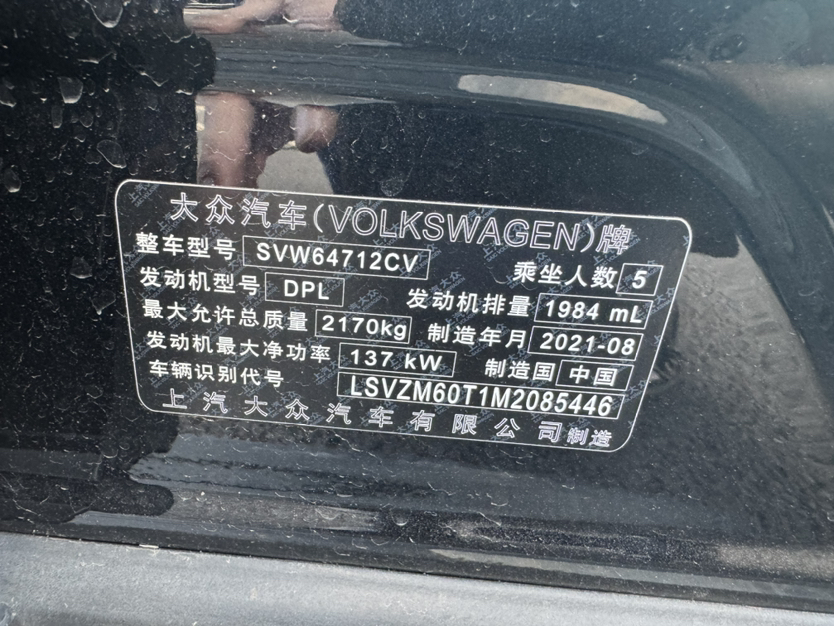 大众汽车(VOLKSWAGEN)牌
整车型号 SVW64712CV 乘坐人数 5
发动机型号 DPL 发动机排量 1984 mL
最大允许总质量 2170kg 制造年月 2021-08
发动机最大净功率 137 kW 制造国 中国
车辆识别代号 LSVZM60T1M2085446
上汽大众汽车有限公司制造